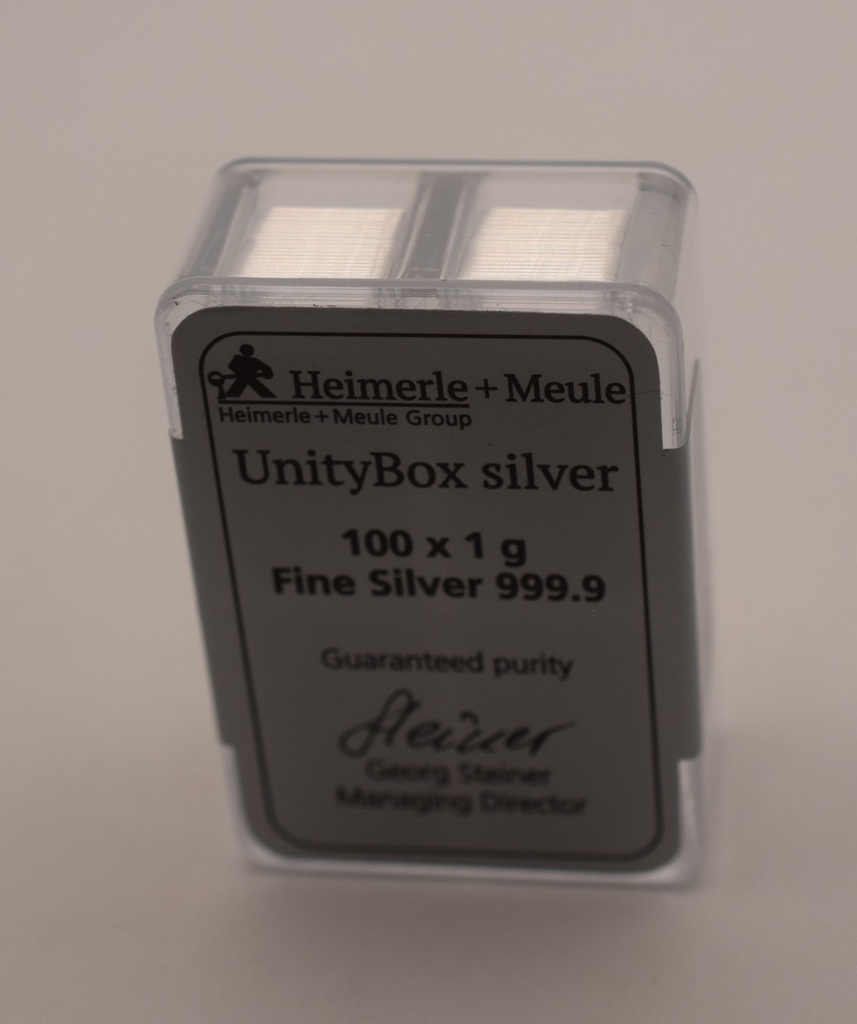 Heimerle + Meule
Heimerle + Meule Group
UnityBox silver
100 x 1 g
Fine Silver 999.9
Guaranteed purity
Steiner
Georg Steiner
Managing Director